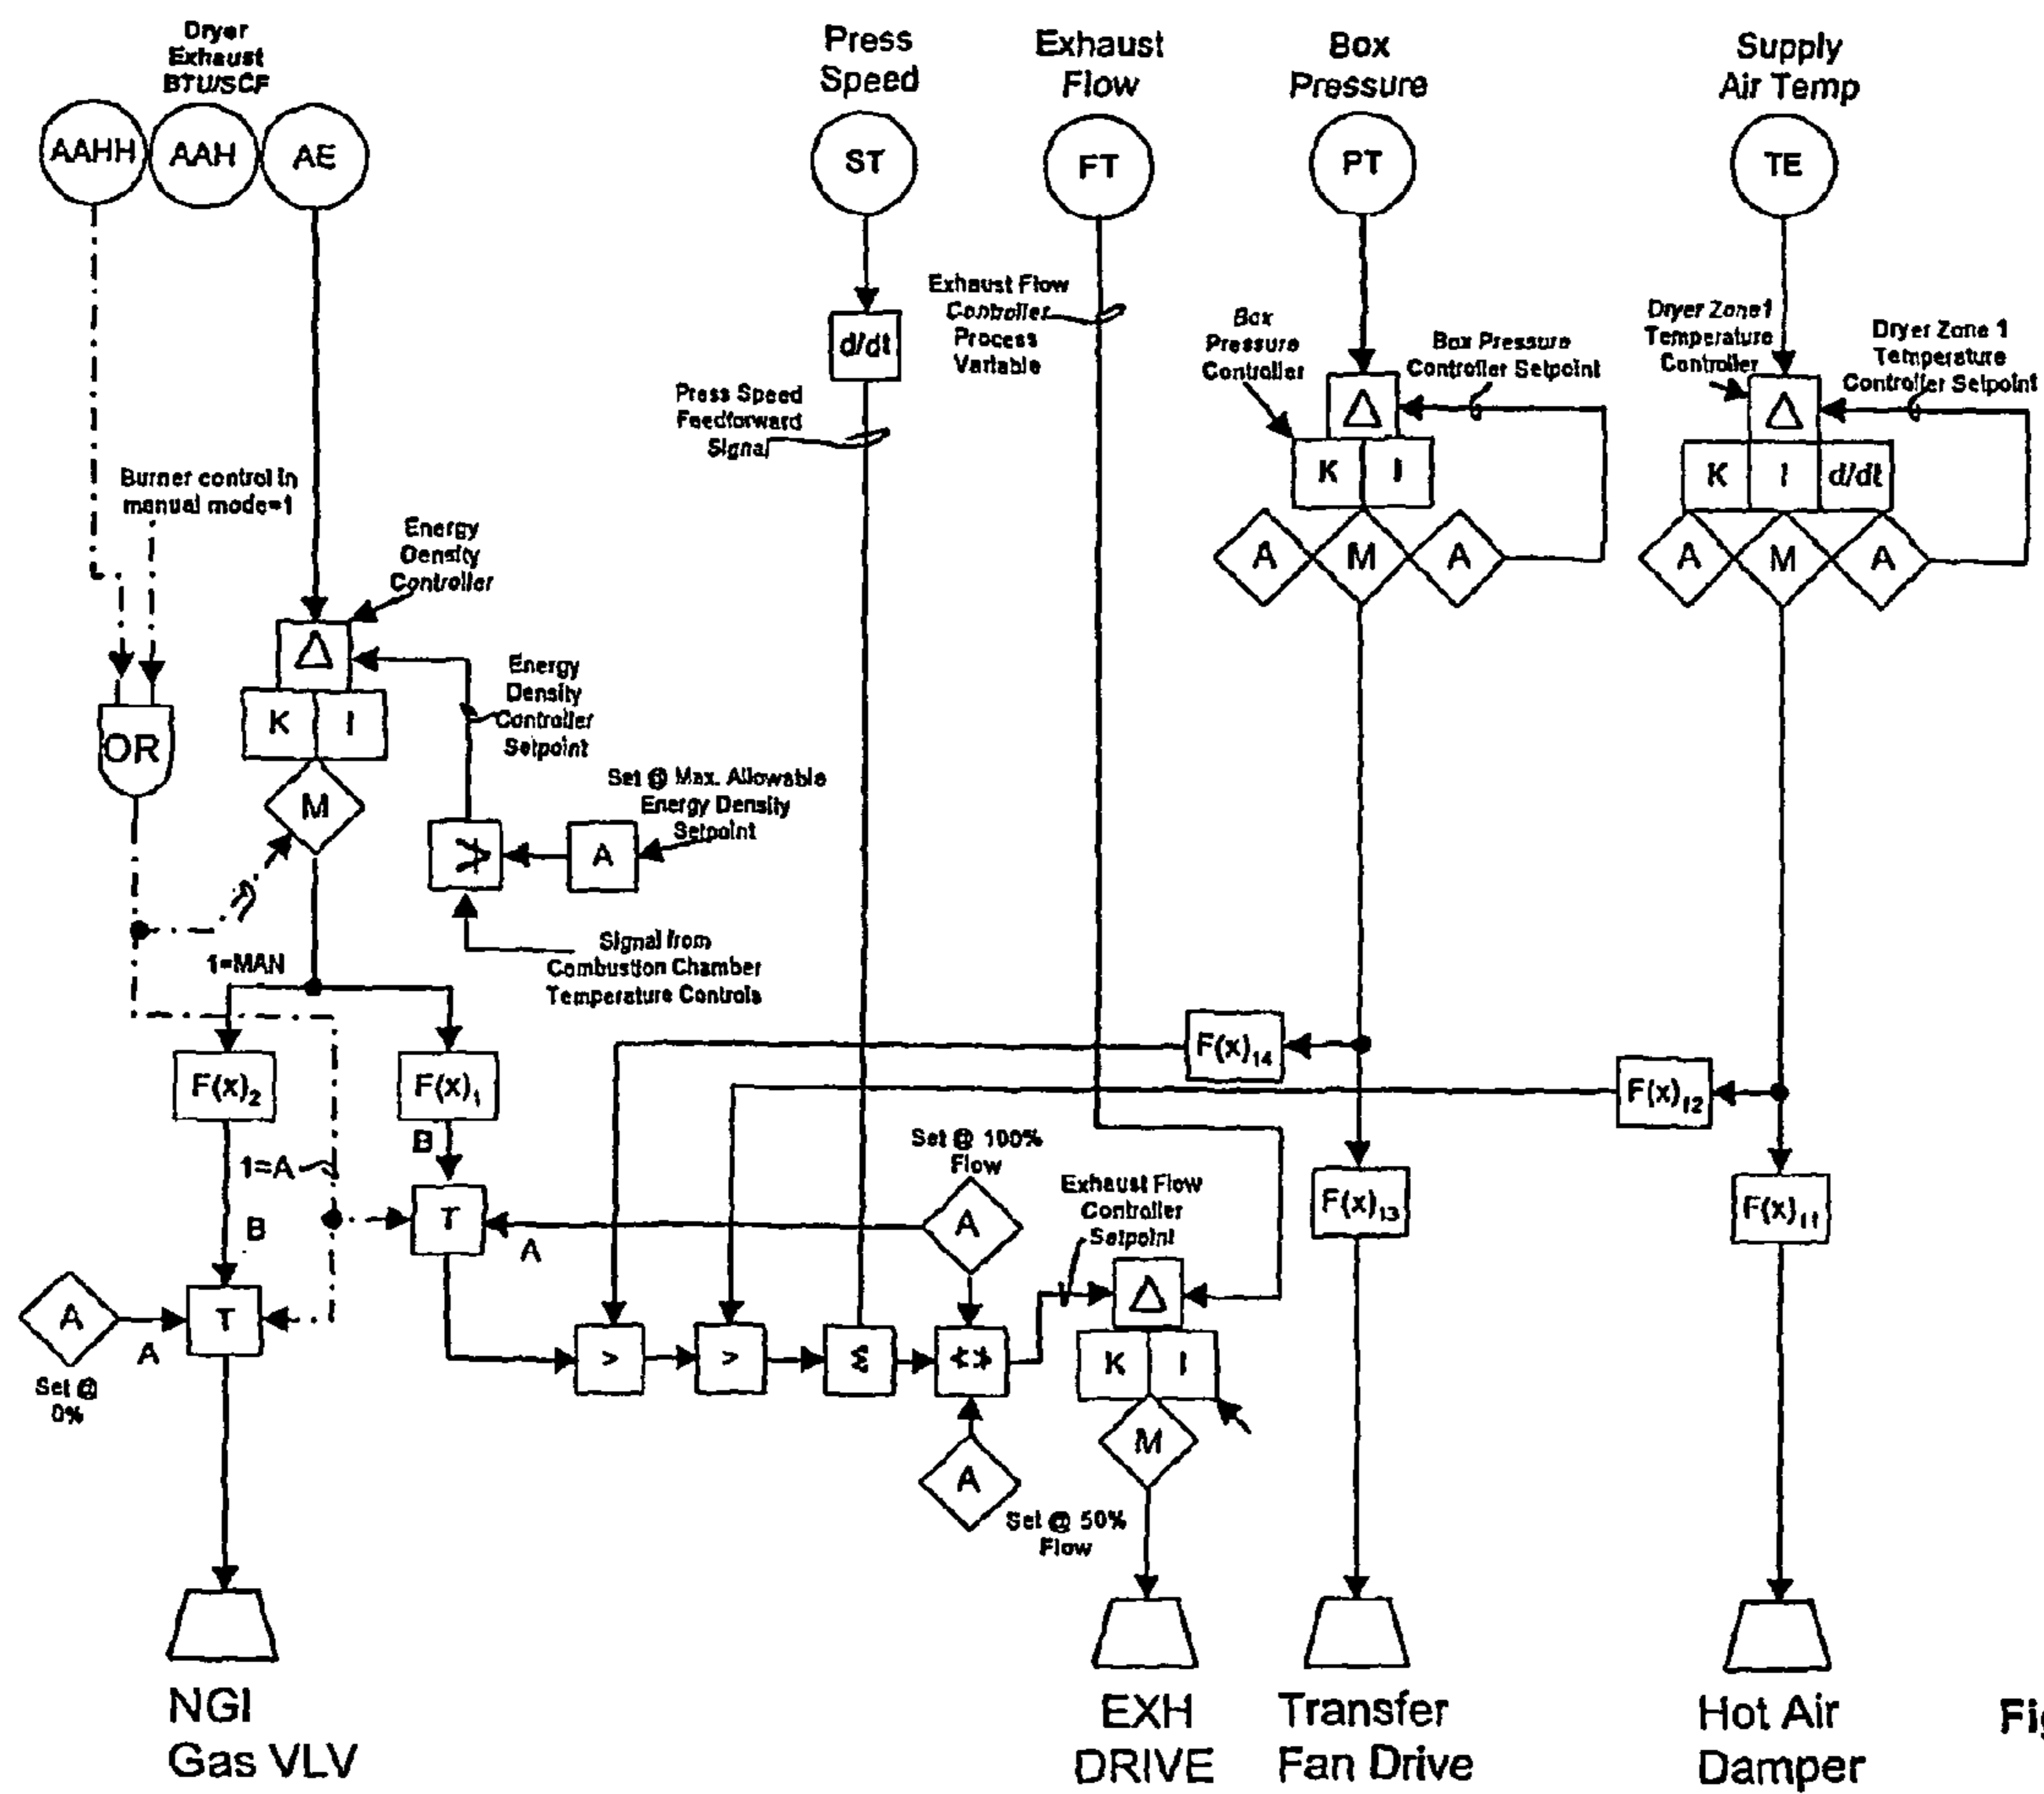 Dryer
Exhaust
BTU/SCF
Press
Speed
Exhaust
Flow
Box
Pressure
Supply
Air Temp
AAHH
AAH
AE
ST
FT
PT
TE
d/dt
Exhaust Flow
Controller
Process
Variable
Press Speed
Feedforward
Signal
Box
Pressure
Controller
Box Pressure
Controller Setpoint
Dryer Zone1
Temperature
Controller
Dryer Zone 1
Temperature
Controller Setpoint
Δ
Δ
K I
K I d/dt
A M A
A M A
Burner control in
manual mode=1
Energy
Density
Controller
Δ
K I
OR
M
Energy
Density
Controller
Setpoint
Set @ Max. Allowable
Energy Density
Setpoint
≯
A
Signal from
Combustion Chamber
Temperature Controls
1=MAN
F(x)2
F(x)1
F(x)14
F(x)12
B
1=A
B
T
A
Set @ 100%
Flow
A
Exhaust Flow
Controller
Setpoint
F(x)13
F(x)11
A
A
T
Set @
0%
>
>
Σ
≮≯
Δ
K I
M
A
Set @ 50%
Flow
NGI
Gas VLV
EXH
DRIVE
Transfer
Fan Drive
Hot Air
Damper